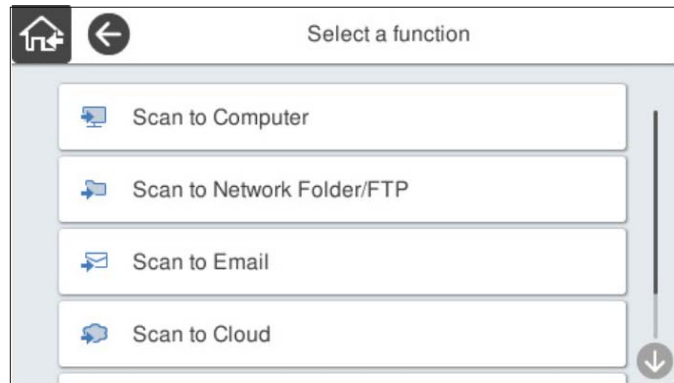 Select a function
Scan to Computer
Scan to Network Folder/FTP
Scan to Email
Scan to Cloud